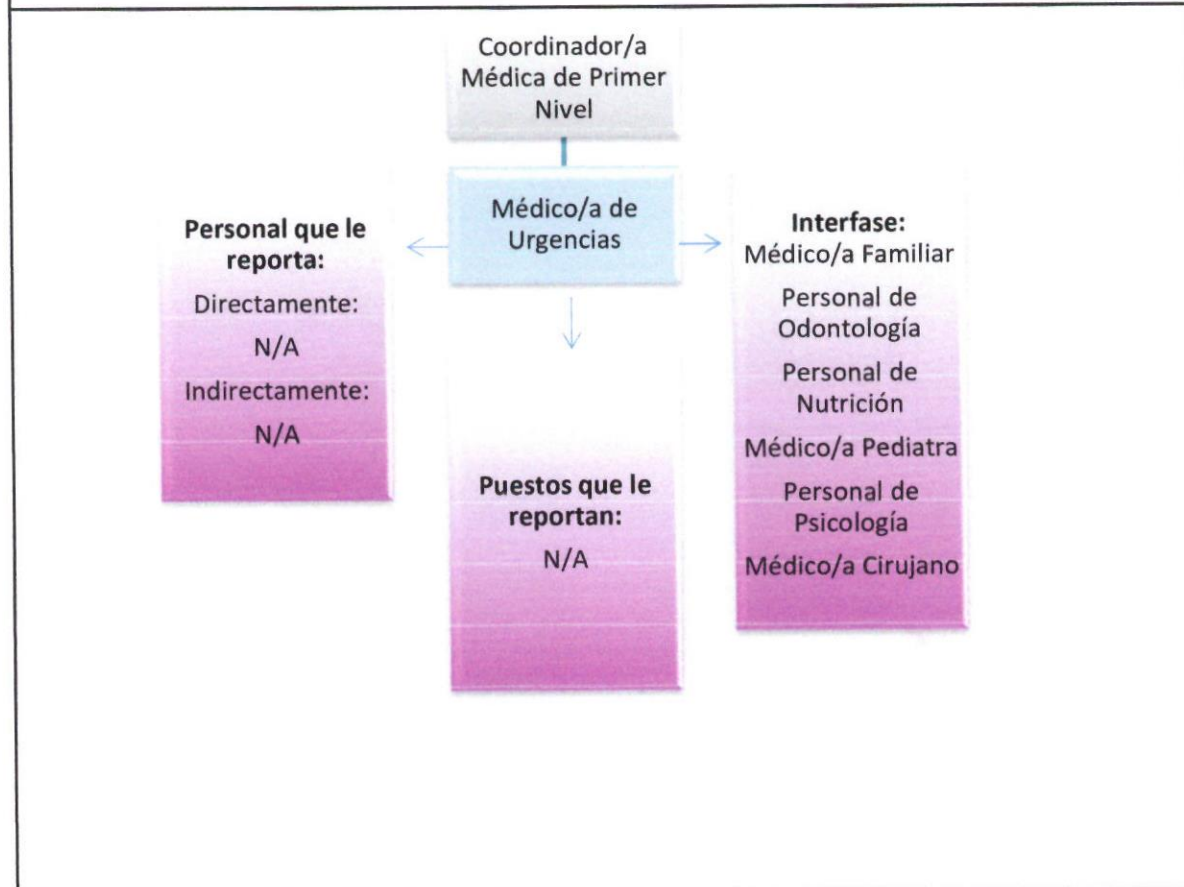 Coordinador/a
Médica de Primer
Nivel
Médico/a de
Urgencias
Personal que le
reporta:
Directamente:
N/A
Indirectamente:
N/A
Puestos que le
reportan:
N/A
Interfase:
Médico/a Familiar
Personal de
Odontología
Personal de
Nutrición
Médico/a Pediatra
Personal de
Psicología
Médico/a Cirujano